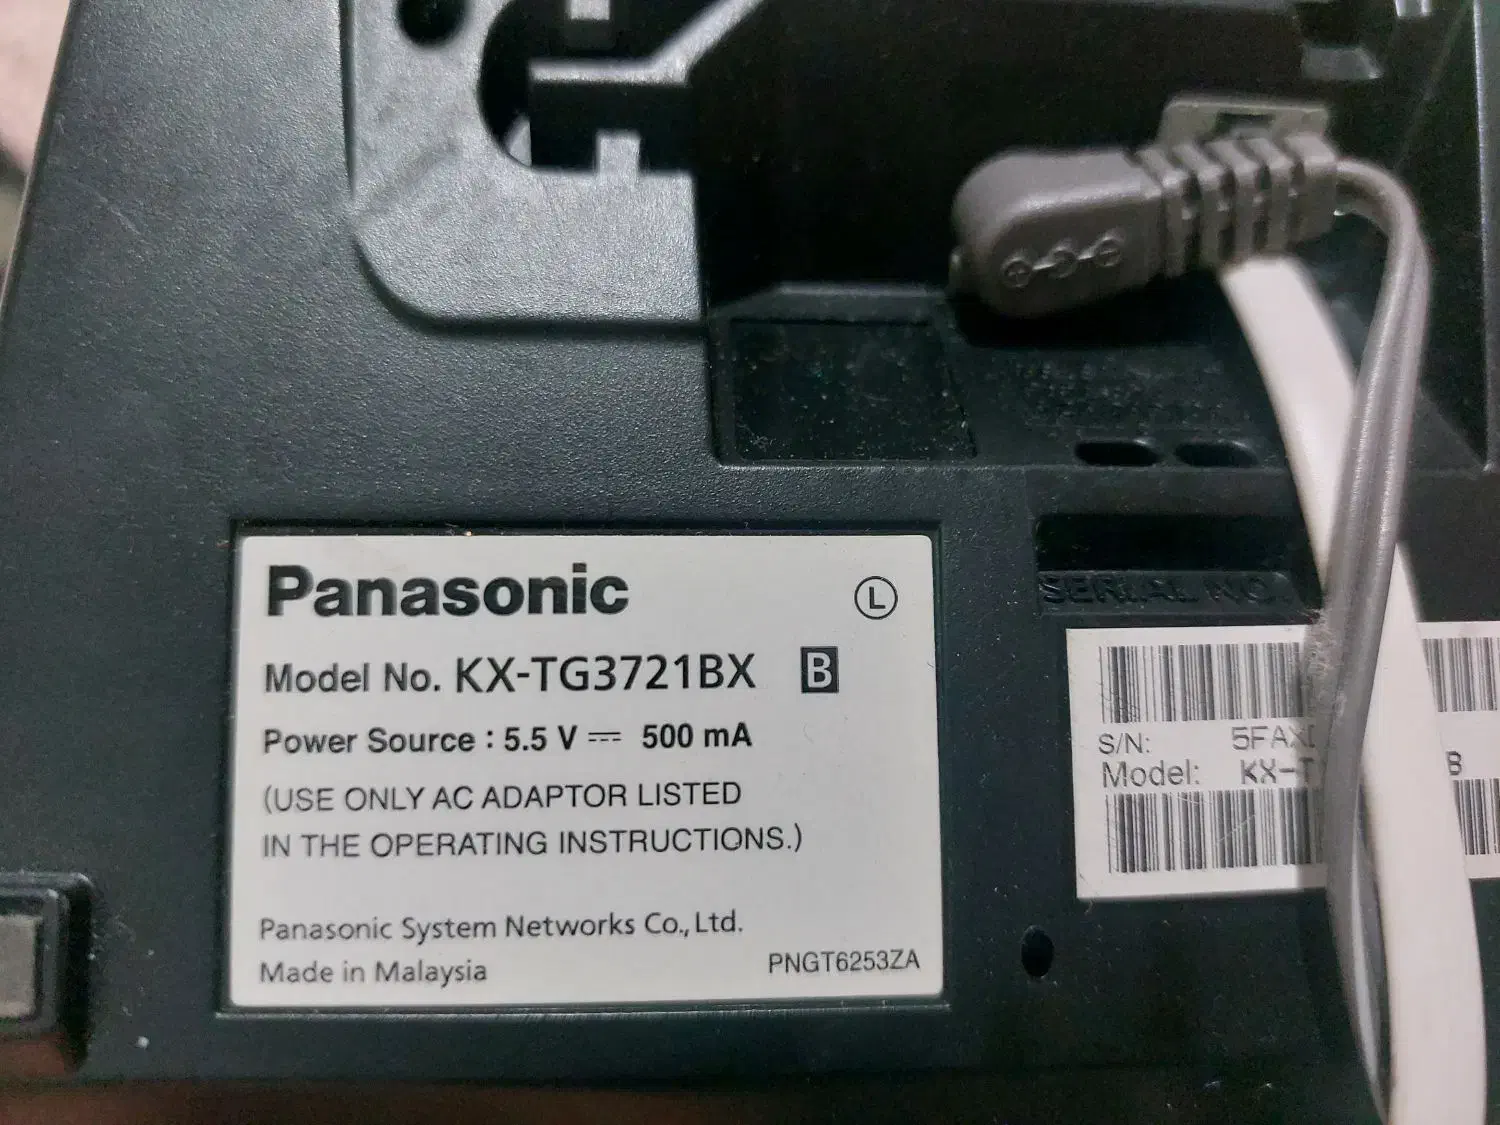 Panasonic
L
Model No. KX-TG3721BX B
Power Source : 5.5 V ⎓ 500 mA
(USE ONLY AC ADAPTOR LISTED
IN THE OPERATING INSTRUCTIONS.)
Panasonic System Networks Co., Ltd.
Made in Malaysia
PNGT6253ZA
SERIAL NO.
S/N:
Model:
B